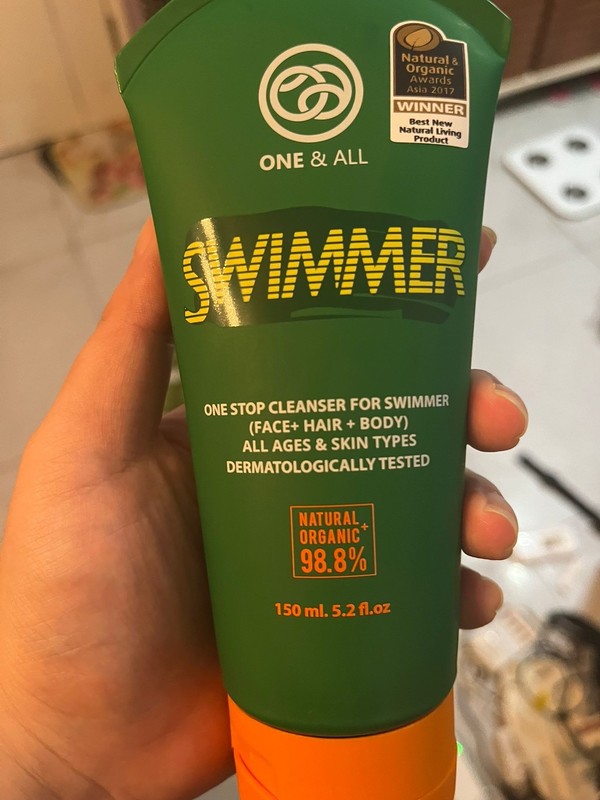 Natural &
Organic
Awards
Asia 2017
WINNER
Best New
Natural Living
Product
ONE & ALL
SWIMMER
ONE STOP CLEANSER FOR SWIMMER
(FACE+ HAIR + BODY)
ALL AGES & SKIN TYPES
DERMATOLOGICALLY TESTED
NATURAL +
ORGANIC
98.8%
150 ml. 5.2 fl.oz